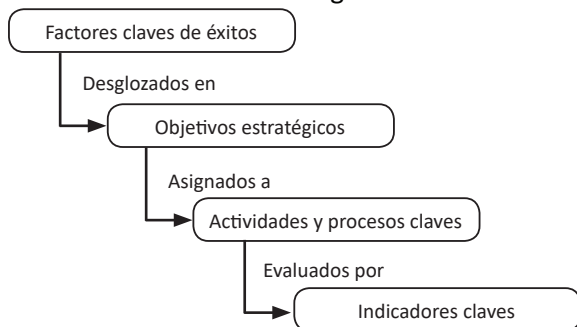 Factores claves de éxitos
Desglozados en
Objetivos estratégicos
Asignados a
Actividades y procesos claves
Evaluados por
Indicadores claves